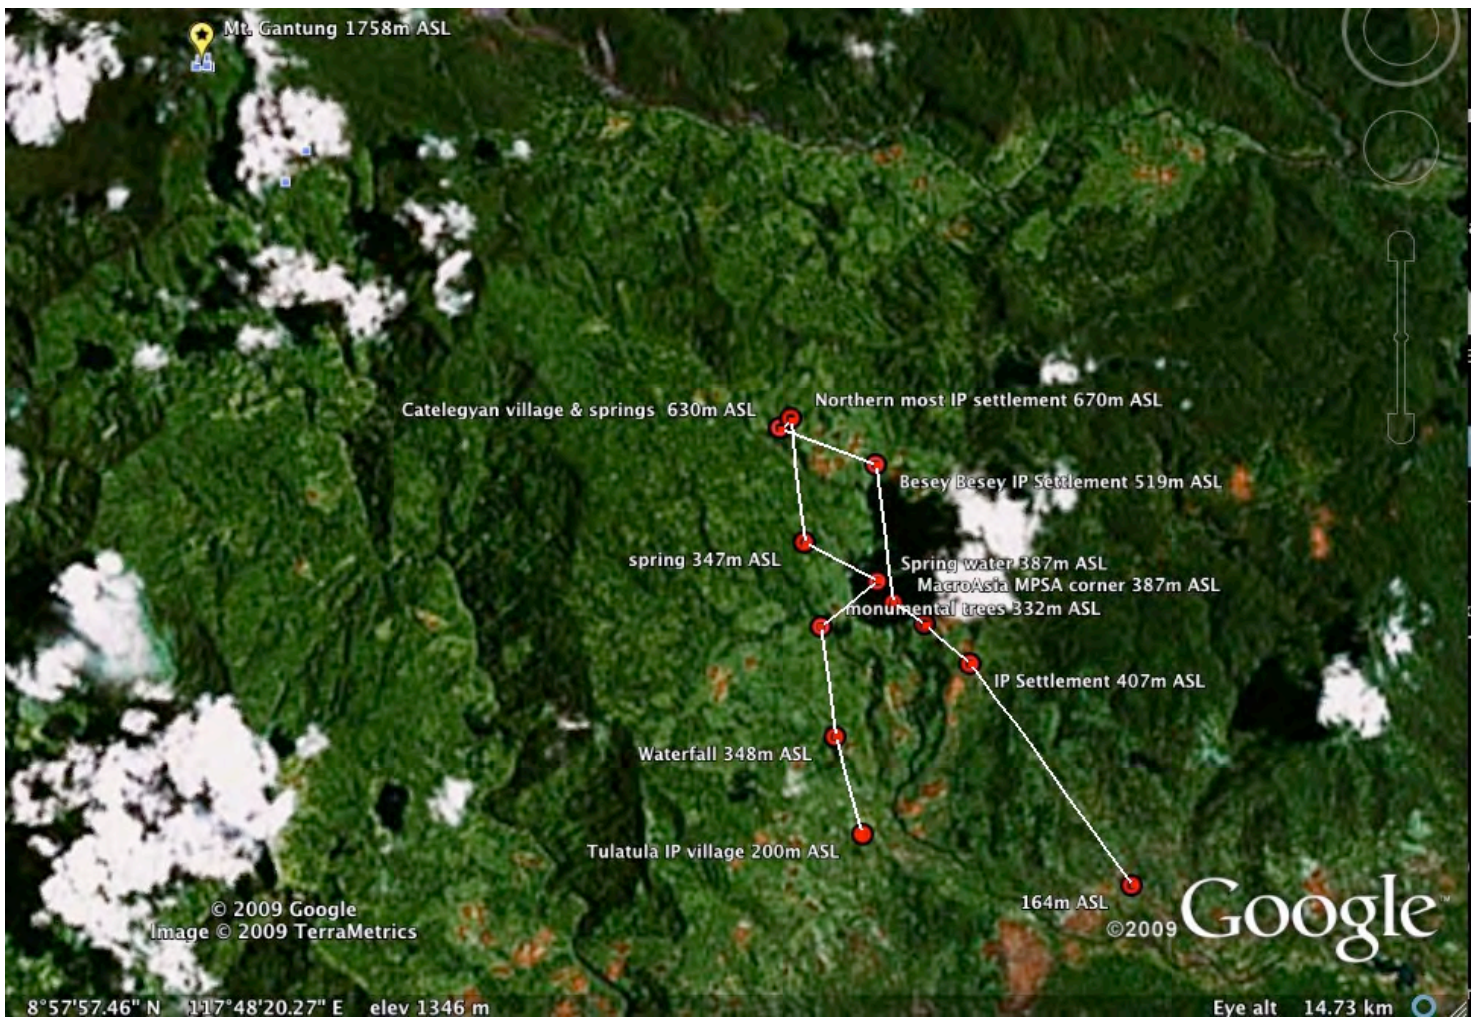 Mt. Gantung 1758m ASL
Northern most IP settlement 670m ASL
Catelegyan village & springs 630m ASL
Besey Besey IP Settlement 519m ASL
spring 347m ASL
Spring water 387m ASL
MacroAsia MPSA corner 387m ASL
monumental trees 332m ASL
IP Settlement 407m ASL
Waterfall 348m ASL
Tulatula IP village 200m ASL
164m ASL
© 2009 Google
Image © 2009 TerraMetrics
©2009 Google™
8°57'57.46" N 117°48'20.27" E elev 1346 m
Eye alt 14.73 km